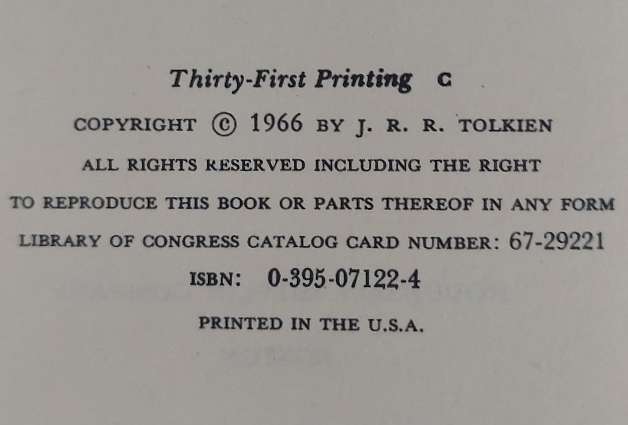 Thirty-First Printing C
COPYRIGHT © 1966 BY J. R. R. TOLKIEN
ALL RIGHTS RESERVED INCLUDING THE RIGHT
TO REPRODUCE THIS BOOK OR PARTS THEREOF IN ANY FORM
LIBRARY OF CONGRESS CATALOG CARD NUMBER: 67-29221
ISBN: 0-395-07122-4
PRINTED IN THE U.S.A.